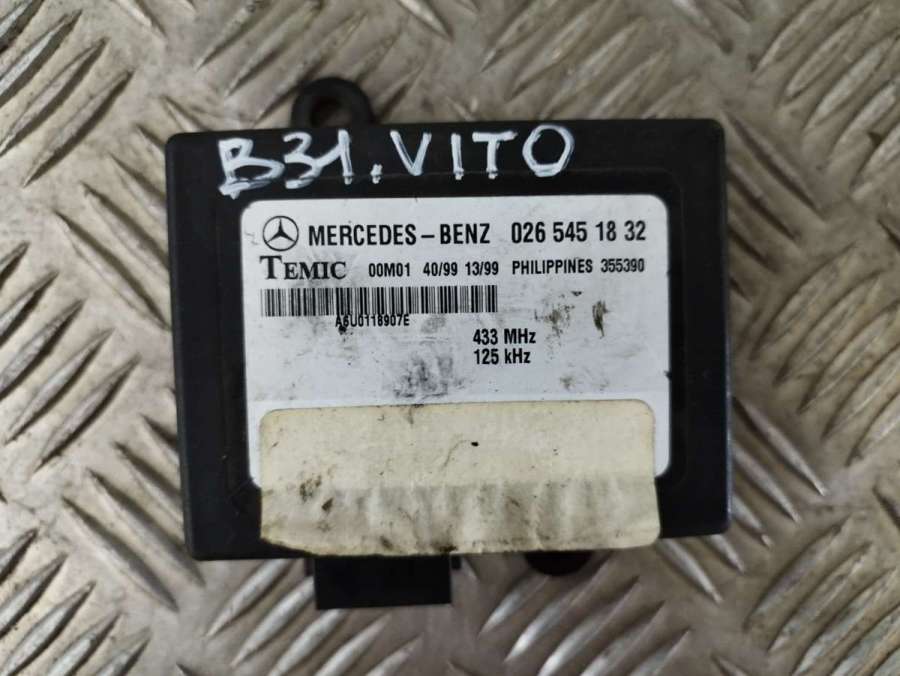 B31.VITO
MERCEDES-BENZ 026 545 18 32
TEMIC 00M01 40/99 13/99 PHILIPPINES 355390
A6U0118907E
433 MHz
125 kHz